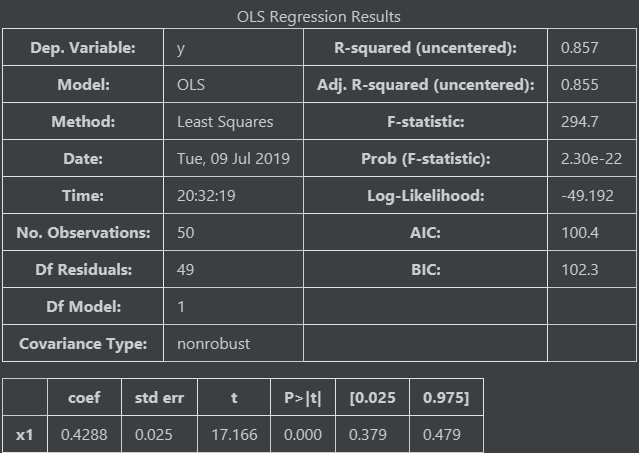 OLS Regression Results
Dep. Variable: y R-squared (uncentered): 0.857
Model: OLS Adj. R-squared (uncentered): 0.855
Method: Least Squares F-statistic: 294.7
Date: Tue, 09 Jul 2019 Prob (F-statistic): 2.30e-22
Time: 20:32:19 Log-Likelihood: -49.192
No. Observations: 50 AIC: 100.4
Df Residuals: 49 BIC: 102.3
Df Model: 1
Covariance Type: nonrobust
coef std err t P>|t| [0.025 0.975]
x1 0.4288 0.025 17.166 0.000 0.379 0.479